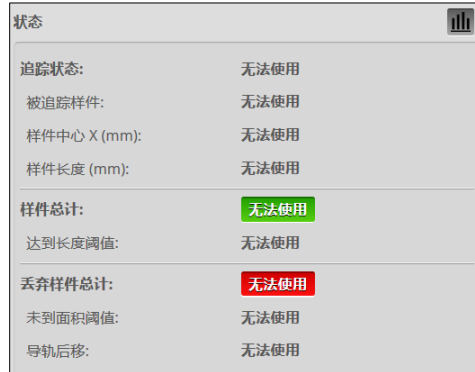 状态
追踪状态: 无法使用
被追踪样件: 无法使用
样件中心 X (mm): 无法使用
样件长度 (mm): 无法使用
样件总计: 无法使用
达到长度阈值: 无法使用
丢弃样件总计: 无法使用
未到面积阈值: 无法使用
导轨后移: 无法使用